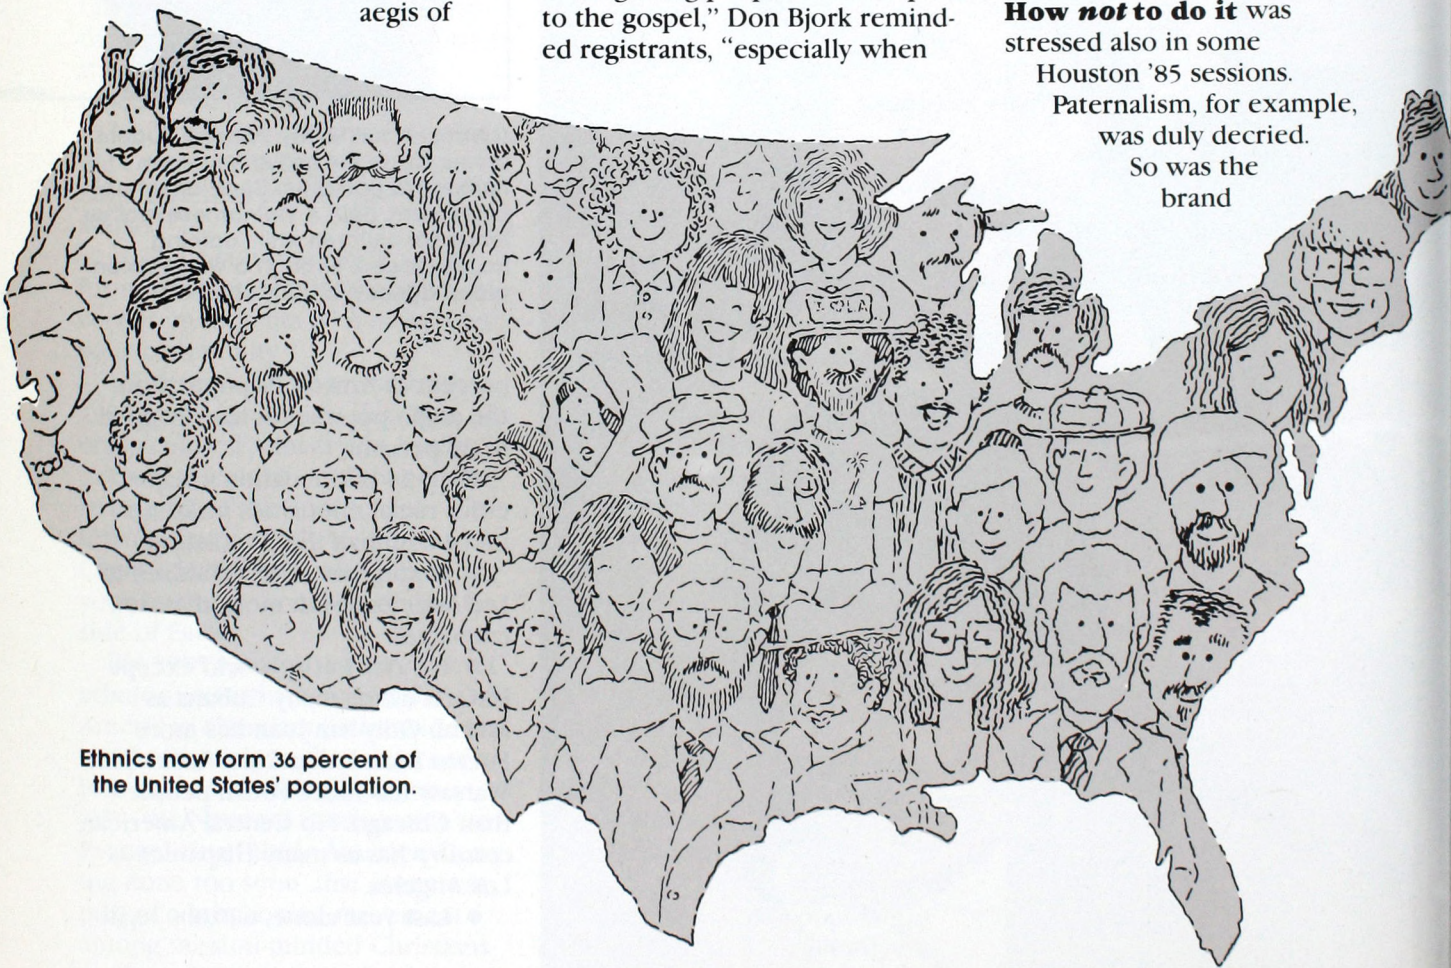 aegis of
to the gospel,” Don Bjork remind-
ed registrants, “especially when
How not to do it was
stressed also in some
Houston ’85 sessions.
Paternalism, for example,
was duly decried.
So was the
brand
Ethnics now form 36 percent of
the United States’ population.